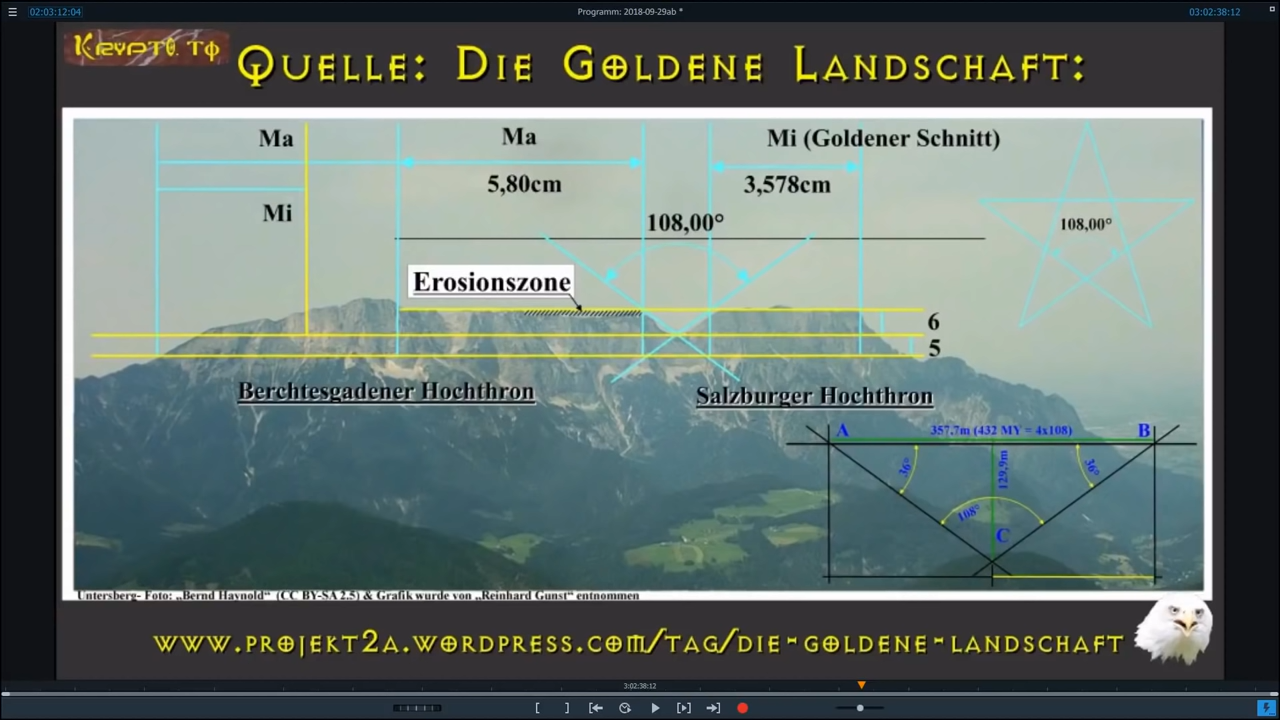 02:03:12:04
Programm: 2018-09-29ab *
03:02:38:12
Krypto. Tv
Quelle: Die Goldene Landschaft:
Ma
Ma
Mi (Goldener Schnitt)
5,80cm
3,578cm
Mi
108,00°
108,00°
Erosionszone
6
5
Berchtesgadener Hochthron
Salzburger Hochthron
A
357.7m (432 MY = 4x108)
B
36°
129,9m
36°
108°
C
Untersberg- Foto: „Bernd Haynold“ (CC BY-SA 2.5) & Grafik wurde von „Reinhard Gunst“ entnommen
www.projekt2a.wordpress.com/tag/die-goldene-landschaft
3:02:38:12